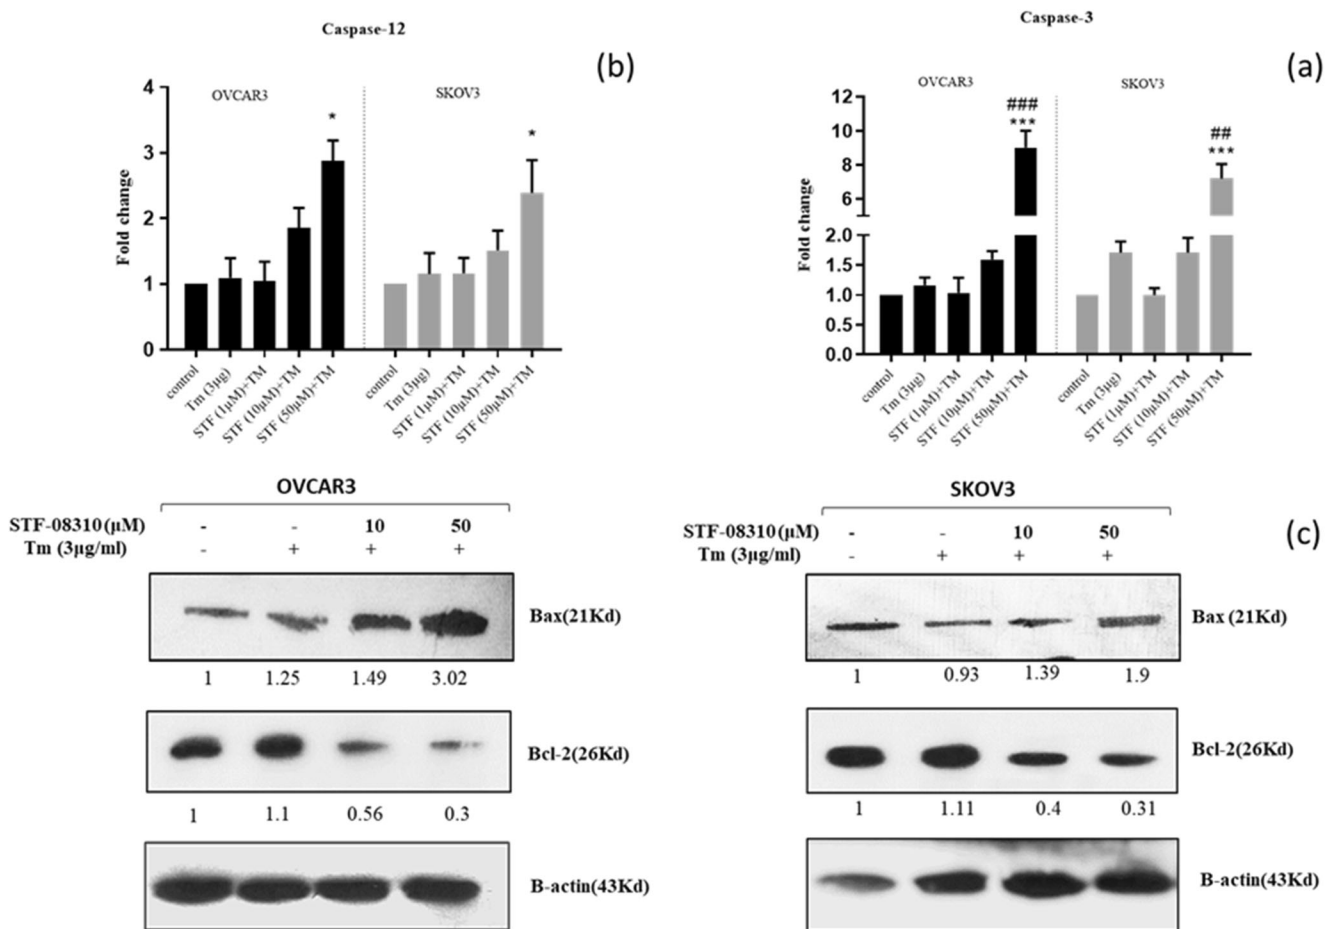 Caspase-12
(b)
OVCAR3
SKOV3
Fold change
4
3
2
1
0
*
*
control
Tm (3µg)
STF (1µM)+TM
STF (10µM)+TM
STF (50µM)+TM
control
Tm (3µg)
STF (1µM)+TM
STF (10µM)+TM
STF (50µM)+TM
Caspase-3
(a)
OVCAR3
SKOV3
Fold change
12
10
8
6
4
2.0
1.5
1.0
0.5
0.0
###
***
##
***
control
Tm (3µg)
STF (1µM)+TM
STF (10µM)+TM
STF (50µM)+TM
control
Tm (3µg)
STF (1µM)+TM
STF (10µM)+TM
STF (50µM)+TM
OVCAR3
STF-08310(µM) - - 10 50
Tm (3µg/ml) - + + +
Bax(21Kd)
1 1.25 1.49 3.02
Bcl-2(26Kd)
1 1.1 0.56 0.3
B-actin(43Kd)
SKOV3
(c)
STF-08310(µM) - - 10 50
Tm (3µg/ml) - + + +
Bax (21Kd)
1 0.93 1.39 1.9
Bcl-2(26Kd)
1 1.11 0.4 0.31
B-actin(43Kd)